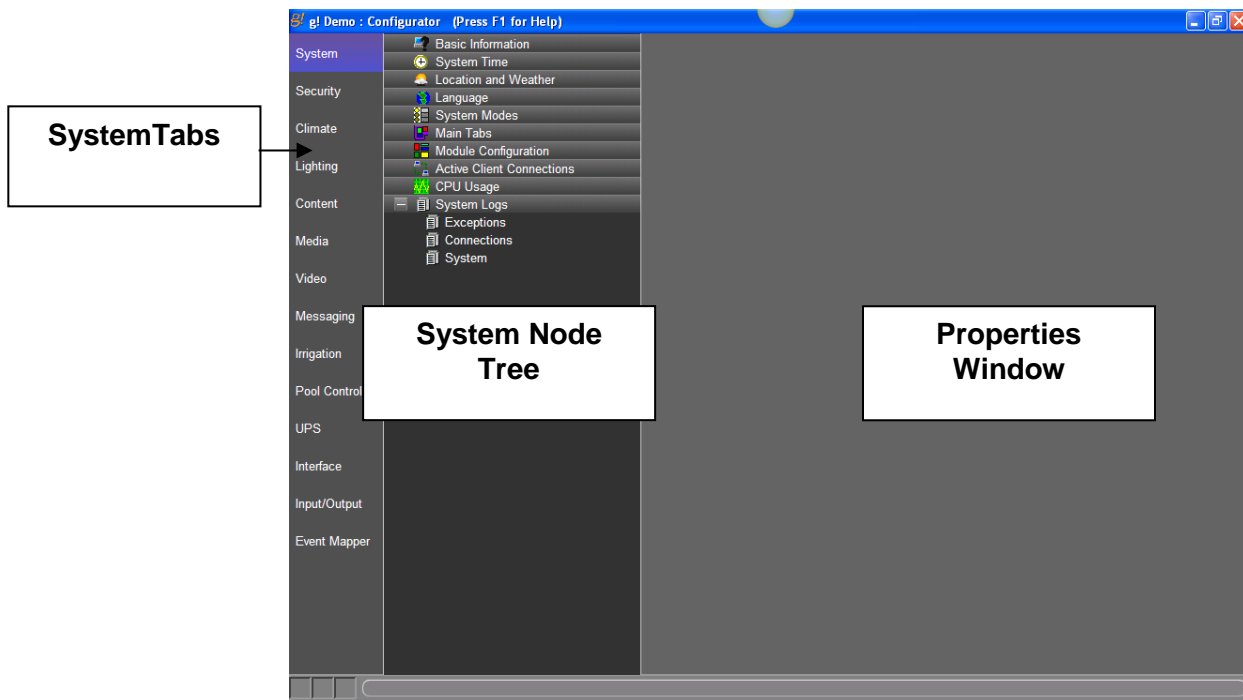 g! Demo : Configurator (Press F1 for Help)
SystemTabs
System
Security
Climate
Lighting
Content
Media
Video
Messaging
Irrigation
Pool Control
UPS
Interface
Input/Output
Event Mapper
Basic Information
System Time
Location and Weather
Language
System Modes
Main Tabs
Module Configuration
Active Client Connections
CPU Usage
System Logs
Exceptions
Connections
System
System Node
Tree
Properties
Window